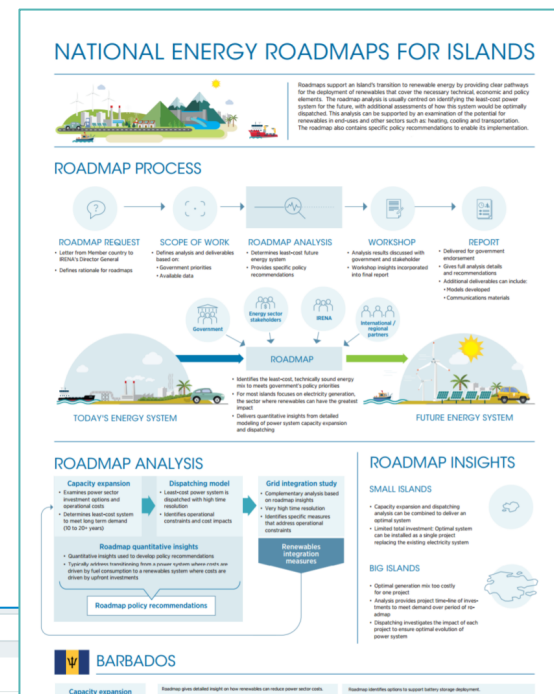 NATIONAL ENERGY ROADMAPS FOR ISLANDS
Roadmaps support an Island's transition to renewable energy by providing clear pathways
for the deployment of renewables that cover the necessary technical, economic and policy
elements. The roadmap analysis is usually centred on identifying the least-cost power
system for the future, with additional assessments of how this system would be optimally
dispatched. This analysis can be supported by an examination of the potential for
renewables in end-uses and other sectors such as: heating, cooling and transportation.
The roadmap also contains specific policy recommendations to enable its implementation.
ROADMAP PROCESS
ROADMAP REQUEST
• Letter from Member country to
IRENA's Director General
• Defines rationale for roadmaps
SCOPE OF WORK
• Defines analysis and deliverables
based on:
• Government priorities
• Available data
ROADMAP ANALYSIS
• Determines least-cost future
energy system
• Provides specific policy
recommendations
WORKSHOP
• Analysis results discussed with
government and stakeholder
• Workshop insights incorporated
into final report
REPORT
• Delivered for government
endorsement
• Gives full analysis details
and recommendations
• Additional deliverables can include:
• Models developed
• Communications materials
Government
Energy sector
stakeholders
IRENA
International /
regional
partners
ROADMAP
• Identifies the least-cost, technically sound energy
mix to meet government's policy priorities
• For most islands focuses on electricity generation,
the sector where renewables can have the greatest
impact
• Delivers quantitative insights from detailed
modeling of power system capacity expansion
and dispatching
TODAY'S ENERGY SYSTEM
FUTURE ENERGY SYSTEM
ROADMAP ANALYSIS
Capacity expansion
• Examines power sector
investment options and
operational costs
• Determines least-cost system
to meet long term demand
(10 to 20+ years)
Dispatching model
• Least-cost power system is
dispatched with high time
resolution
• Identifies operational
constraints and cost impacts
Grid integration study
• Complementary analysis based
on roadmap insights
• Very high time resolution
• Identifies specific measures
that address operational
constraints
Renewables
integration
measures
Roadmap quantitative insights
• Quantitative insights used to develop policy recommendations
• Typically address transitioning from a power system where costs are
driven by fuel consumption to a renewables system where costs are
driven by upfront investments
Roadmap policy recommendations
ROADMAP INSIGHTS
SMALL ISLANDS
• Capacity expansion and dispatching
analysis can be combined to deliver an
optimal system
• Limited total investment: Optimal system
can be installed as a single project
replacing the existing electricity system
BIG ISLANDS
• Optimal generation mix too costly
for one project
• Analysis provides project time-line of inves-
tments to meet demand over period of ro-
admap
• Dispatching investigates the impact of each
project to ensure optimal evolution of
power system
BARBADOS
Capacity expansion
Roadmap gives detailed insight on how renewables can reduce power sector costs.
Roadmap identifies options to support battery storage deployment.